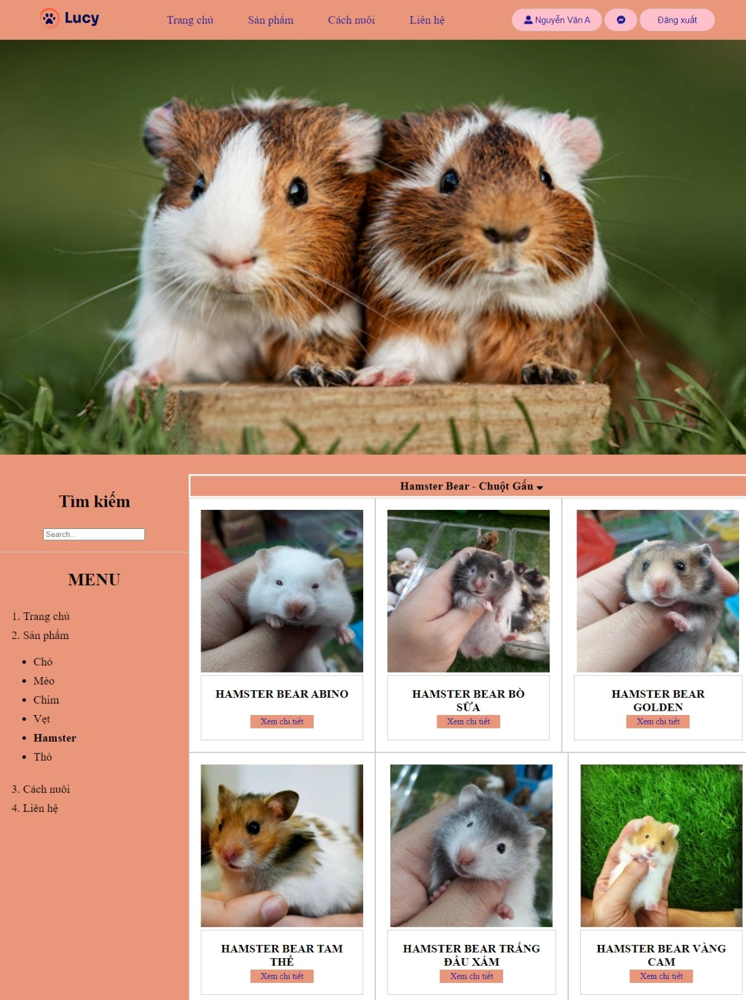 Lucy
Trang chủ Sản phẩm Cách nuôi Liên hệ Nguyễn Văn A Đăng xuất
Tìm kiếm
Search...
MENU
1. Trang chủ
2. Sản phẩm
• Chó
• Mèo
• Chim
• Vẹt
• Hamster
• Thỏ
3. Cách nuôi
4. Liên hệ
Hamster Bear - Chuột Gấu
HAMSTER BEAR ABINO
Xem chi tiết
HAMSTER BEAR BÒ
SỮA
Xem chi tiết
HAMSTER BEAR
GOLDEN
Xem chi tiết
HAMSTER BEAR TAM
THỂ
Xem chi tiết
HAMSTER BEAR TRẮNG
ĐẦU XÁM
Xem chi tiết
HAMSTER BEAR VÀNG
CAM
Xem chi tiết